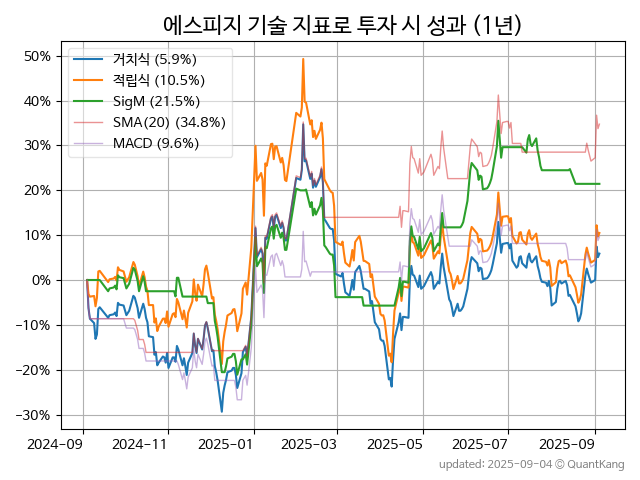 에스피지 기술 지표로 투자 시 성과 (1년)
거치식 (5.9%)
적립식 (10.5%)
SigM (21.5%)
SMA(20) (34.8%)
MACD (9.6%)
50%
40%
30%
20%
10%
0%
−10%
−20%
−30%
2024-09 2024-11 2025-01 2025-03 2025-05 2025-07 2025-09
updated: 2025-09-04 © QuantKang